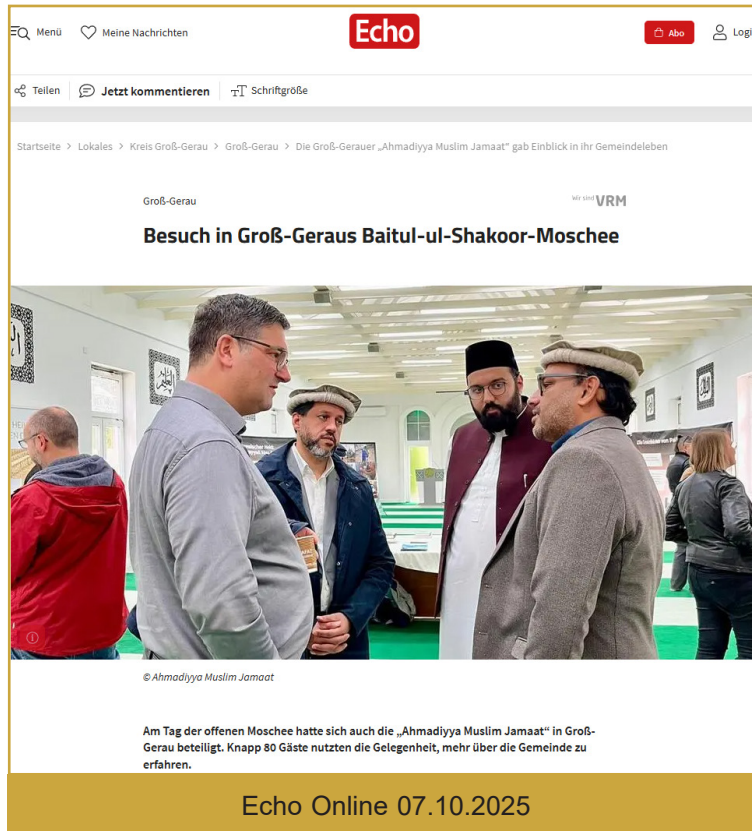 Menü
Meine Nachrichten
Echo
Abo
Logi
Teilen
Jetzt kommentieren
Schriftgröße
Startseite > Lokales > Kreis Groß-Gerau > Groß-Gerau > Die Groß-Gerauer „Ahmadiyya Muslim Jamaat“ gab Einblick in ihr Gemeindeleben
Groß-Gerau
Wir sind VRM
Besuch in Groß-Geraus Baitul-ul-Shakoor-Moschee
© Ahmadiyya Muslim Jamaat
Am Tag der offenen Moschee hatte sich auch die „Ahmadiyya Muslim Jamaat“ in Groß-
Gerau beteiligt. Knapp 80 Gäste nutzten die Gelegenheit, mehr über die Gemeinde zu
erfahren.
Echo Online 07.10.2025